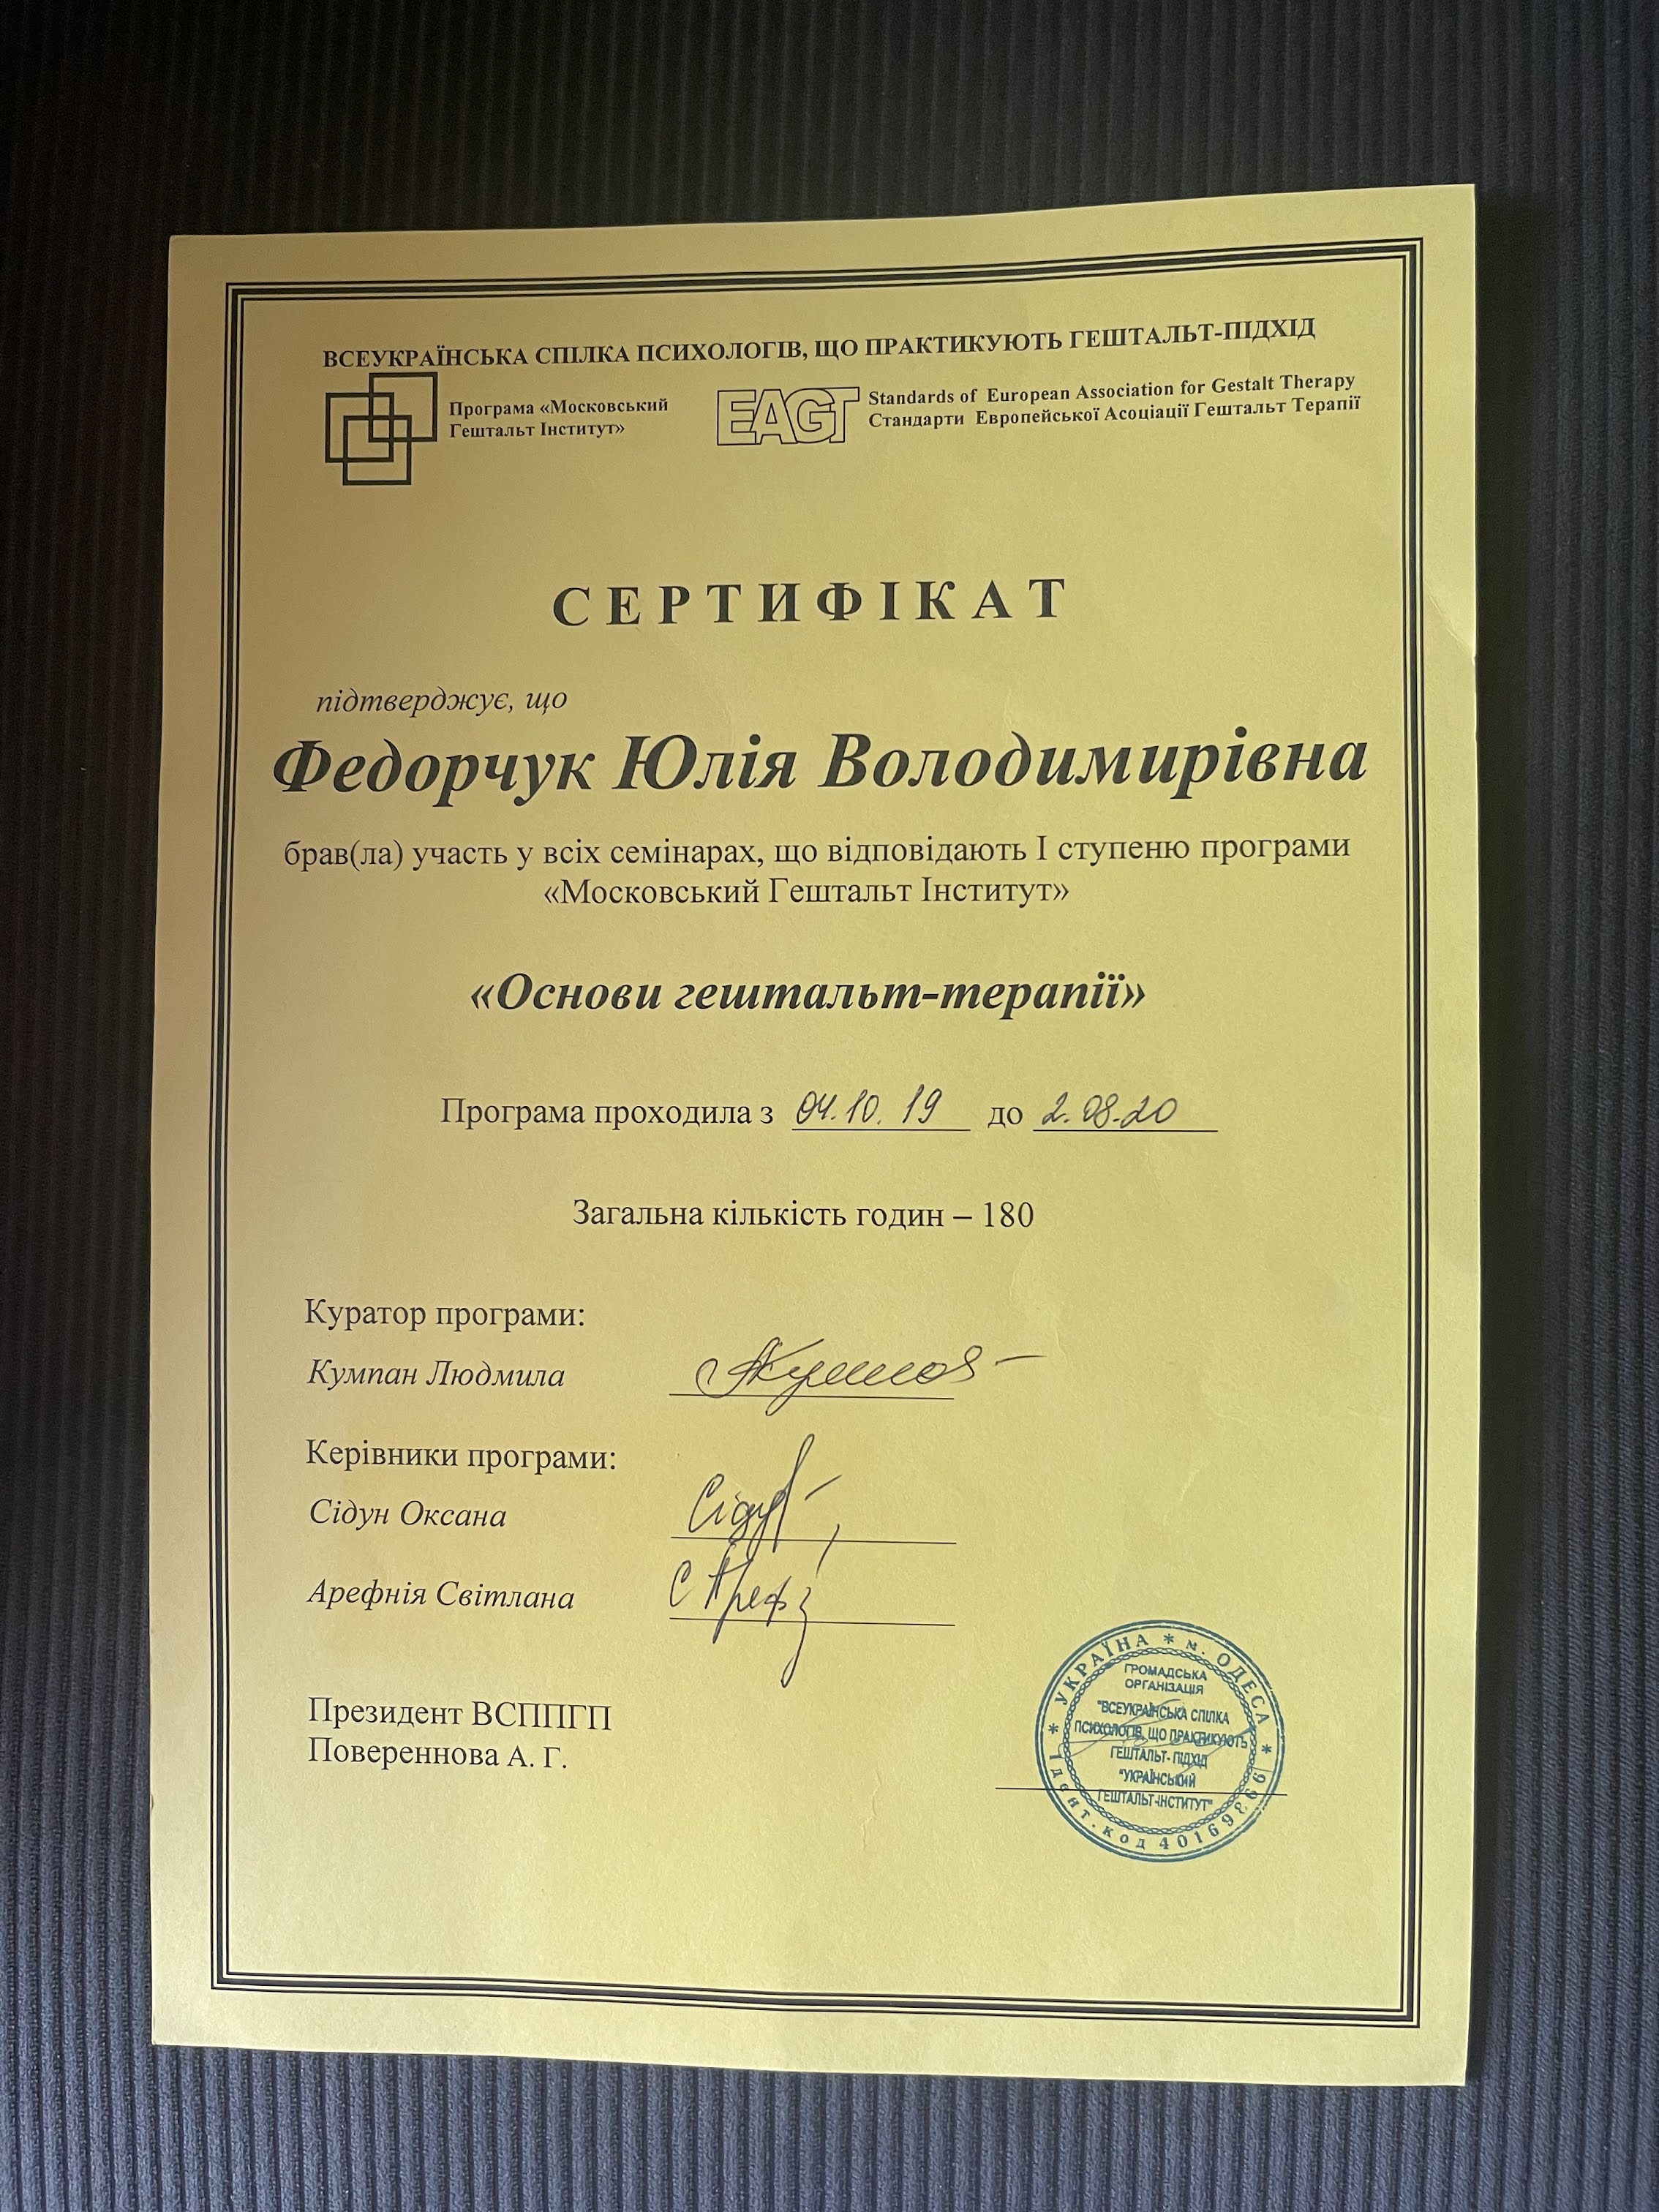 ВСЕУКРАЇНСЬКА СПІЛКА ПСИХОЛОГІВ, ЩО ПРАКТИКУЮТЬ ГЕШТАЛЬТ-ПІДХІД
Програма «Московський
Гештальт Інститут»
EAGT
Standards of European Association for Gestalt Therapy
Стандарти Європейської Асоціації Гештальт Терапії
СЕРТИФІКАТ
підтверджує, що
Федорчук Юлія Володимирівна
брав(ла) участь у всіх семінарах, що відповідають І ступеню програми
«Московський Гештальт Інститут»
«Основи гештальт-терапії»
Програма проходила з 04.10.19 до 2.08.20
Загальна кількість годин – 180
Куратор програми:
Кумпан Людмила
Керівники програми:
Сідун Оксана
Арефнія Світлана
Президент ВСППГП
Повереннова А. Г.
* УКРАЇНА * м. ОДЕСА *
ГРОМАДСЬКА
ОРГАНІЗАЦІЯ
"ВСЕУКРАЇНСЬКА СПІЛКА
ПСИХОЛОГІВ, ЩО ПРАКТИКУЮТЬ
ГЕШТАЛЬТ- ПІДХІД
"УКРАЇНСЬКИЙ
ГЕШТАЛЬТ-ІНСТИТУТ"
Ідент.код